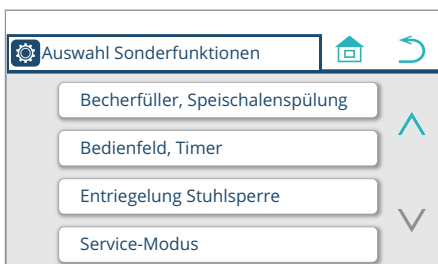 Auswahl Sonderfunktionen
Becherfüller, Speischalenspülung
Bedienfeld, Timer
Entriegelung Stuhlsperre
Service-Modus